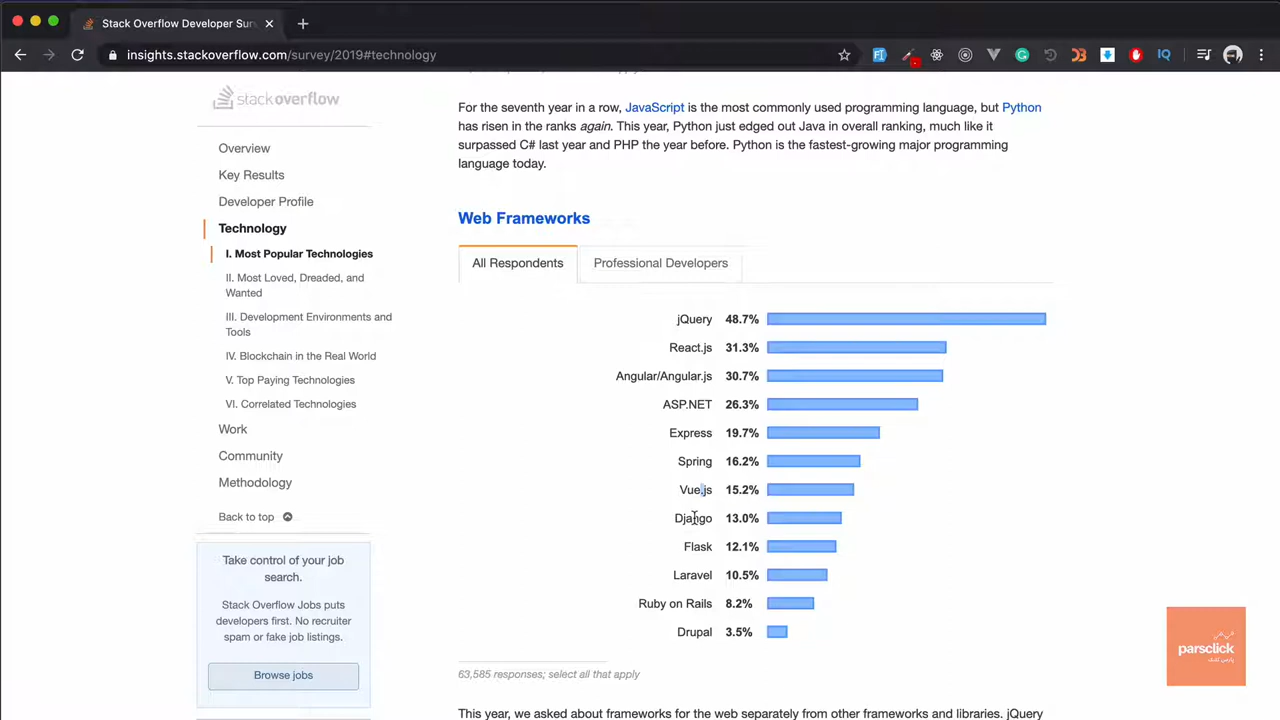 Stack Overflow Developer Sur
insights.stackoverflow.com/survey/2019#technology
stackoverflow
Overview
Key Results
Developer Profile
Technology
I. Most Popular Technologies
II. Most Loved, Dreaded, and
Wanted
III. Development Environments and
Tools
IV. Blockchain in the Real World
V. Top Paying Technologies
VI. Correlated Technologies
Work
Community
Methodology
Back to top
Take control of your job
search.
Stack Overflow Jobs puts
developers first. No recruiter
spam or fake job listings.
Browse jobs
For the seventh year in a row, JavaScript is the most commonly used programming language, but Python
has risen in the ranks again. This year, Python just edged out Java in overall ranking, much like it
surpassed C# last year and PHP the year before. Python is the fastest-growing major programming
language today.
Web Frameworks
All Respondents Professional Developers
jQuery 48.7%
React.js 31.3%
Angular/Angular.js 30.7%
ASP.NET 26.3%
Express 19.7%
Spring 16.2%
Vue.js 15.2%
Django 13.0%
Flask 12.1%
Laravel 10.5%
Ruby on Rails 8.2%
Drupal 3.5%
63,585 responses; select all that apply
This year, we asked about frameworks for the web separately from other frameworks and libraries. jQuery
parsclick
پارس کلیک